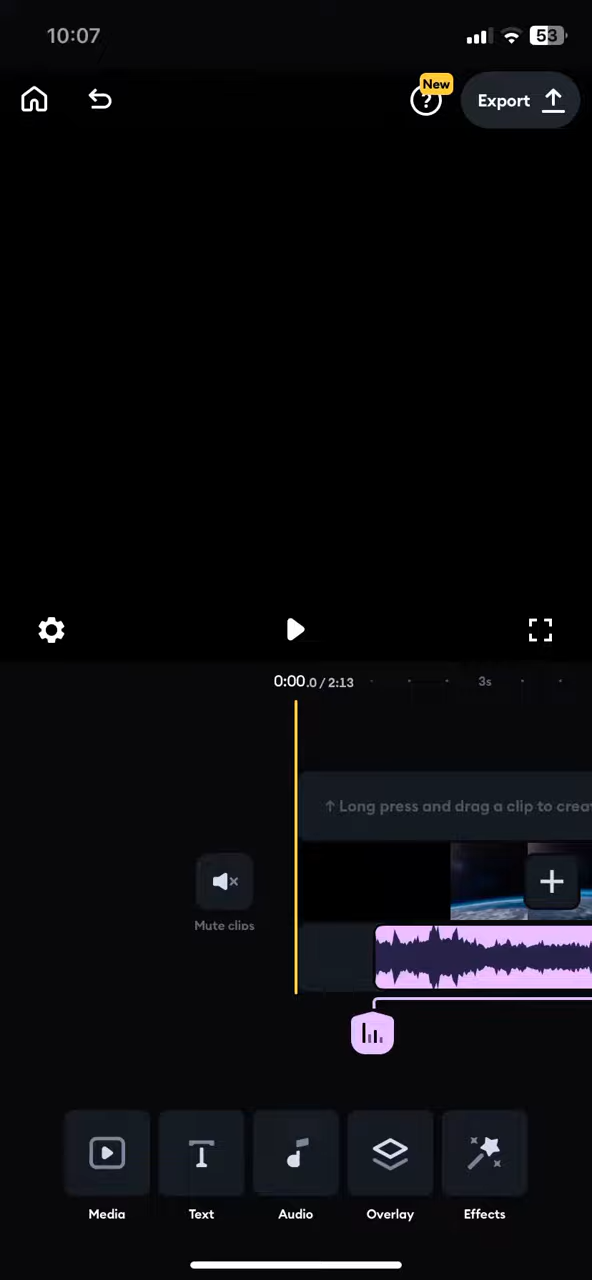 10:07
53
New
Export
0:00.0 / 2:13
3s
Long press and drag a clip to crea
Mute clips
Media
Text
Audio
Overlay
Effects